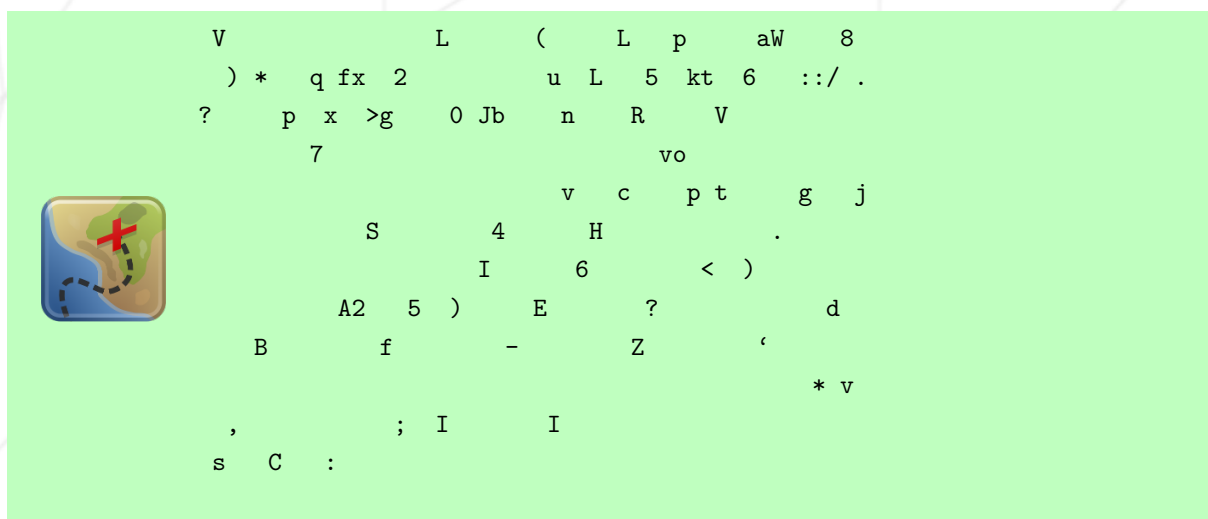 V L ( L p aW 8
) * q fx 2 u L 5 kt 6 ::/ .
? p x >g 0 Jb n R V
7 vo
v c p t g j
S 4 H .
I 6 < )
A2 5 ) E ? d
B f - Z ‘
* v
, ; I I
s C :